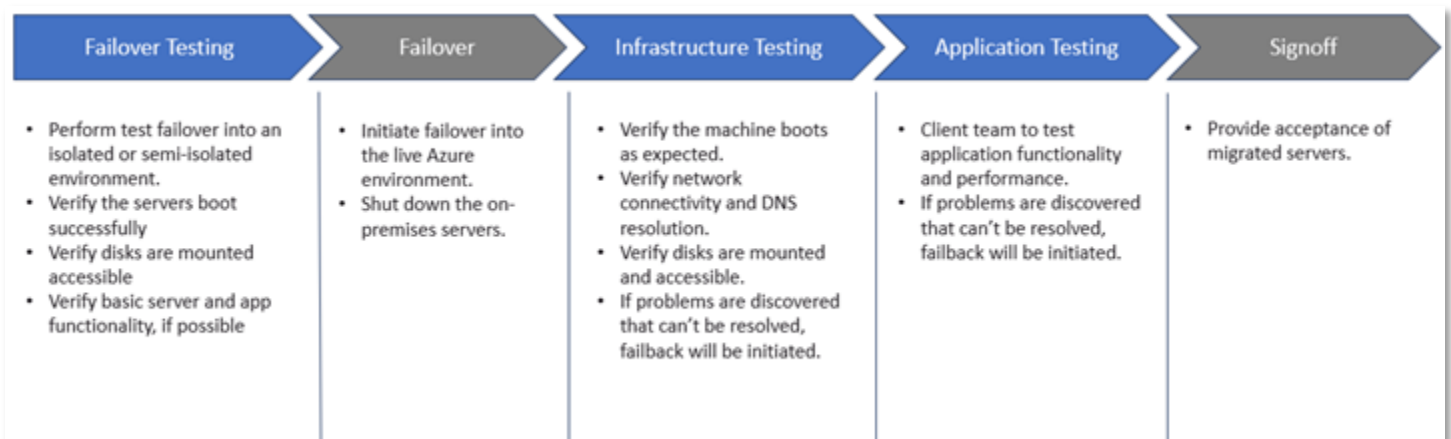 Failover Testing
Failover
Infrastructure Testing
Application Testing
Signoff
• Perform test failover into an
isolated or semi-isolated
environment.
• Verify the servers boot
successfully
• Verify disks are mounted
accessible
• Verify basic server and app
functionality, if possible
• Initiate failover into
the live Azure
environment.
• Shut down the on-
premises servers.
• Verify the machine boots
as expected.
• Verify network
connectivity and DNS
resolution.
• Verify disks are mounted
and accessible.
• If problems are discovered
that can't be resolved,
failback will be initiated.
• Client team to test
application functionality
and performance.
• If problems are discovered
that can't be resolved,
failback will be initiated.
• Provide acceptance of
migrated servers.